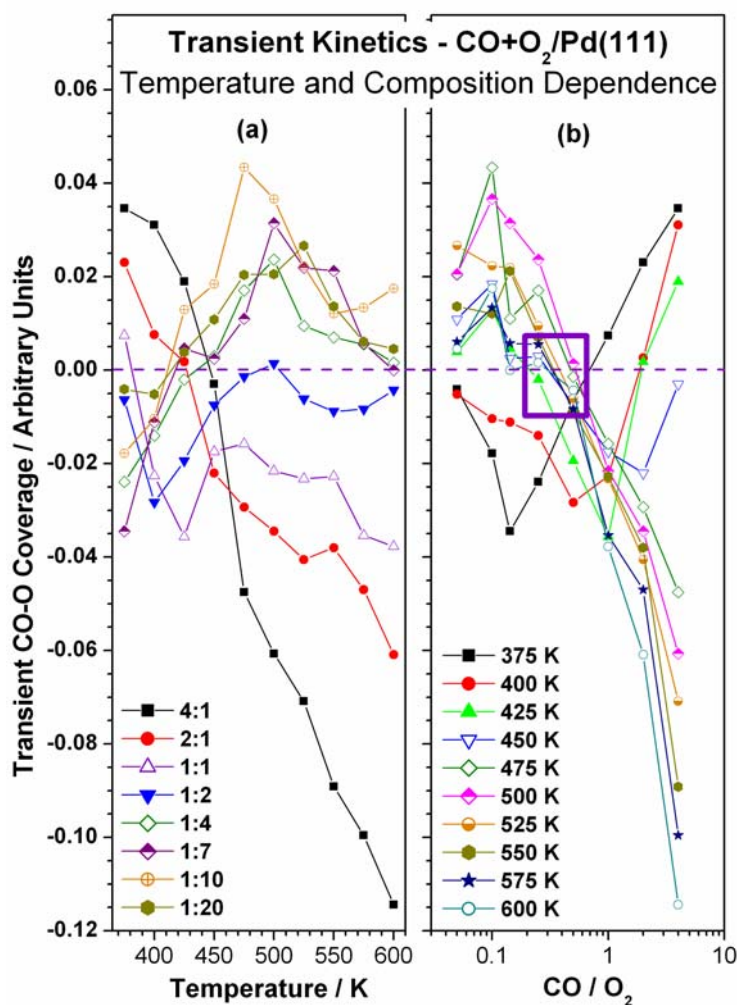 Transient Kinetics - CO+O₂/Pd(111)
Temperature and Composition Dependence
(a)
(b)
Transient CO-O Coverage / Arbitrary Units
0.06
0.04
0.02
0.00
-0.02
-0.04
-0.06
-0.08
-0.10
-0.12
4:1
2:1
1:1
1:2
1:4
1:7
1:10
1:20
375 K
400 K
425 K
450 K
475 K
500 K
525 K
550 K
575 K
600 K
400 450 500 550 600
0.1 1 10
Temperature / K
CO / O₂